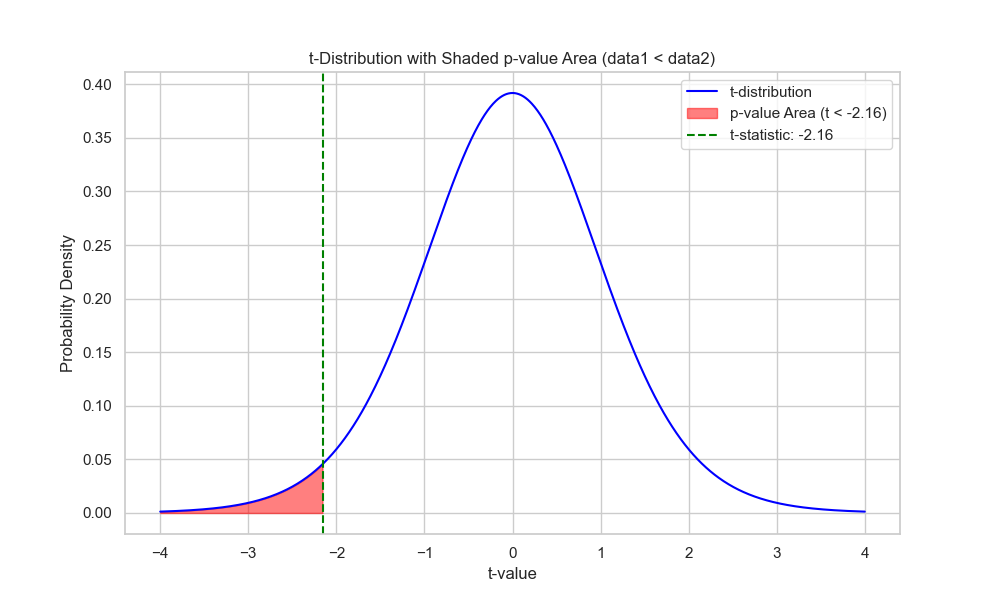 t-Distribution with Shaded p-value Area (data1 < data2)
t-distribution
p-value Area (t < -2.16)
t-statistic: -2.16
Probability Density
0.40
0.35
0.30
0.25
0.20
0.15
0.10
0.05
0.00
−4 −3 −2 −1 0 1 2 3 4
t-value